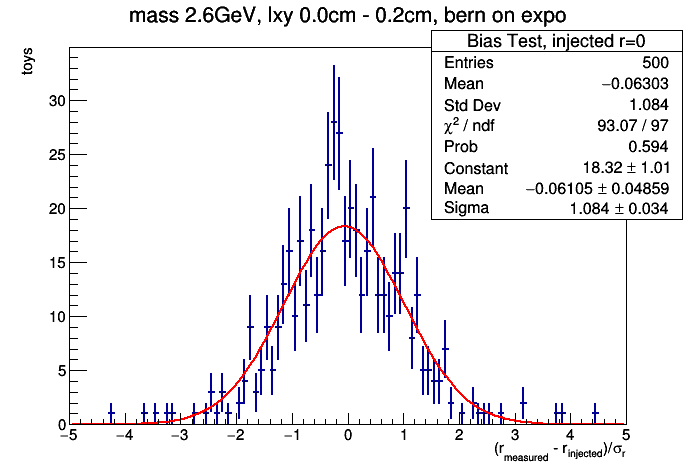 mass 2.6GeV, lxy 0.0cm - 0.2cm, bern on expo
Bias Test, injected r=0
Entries 500
Mean −0.06303
Std Dev 1.084
χ² / ndf 93.07 / 97
Prob 0.594
Constant 18.32 ± 1.01
Mean −0.06105 ± 0.04859
Sigma 1.084 ± 0.034
toys
30
25
20
15
10
5
0
−5 −4 −3 −2 −1 0 1 2 3 4 5
(r_measured - r_injected)/σ_r